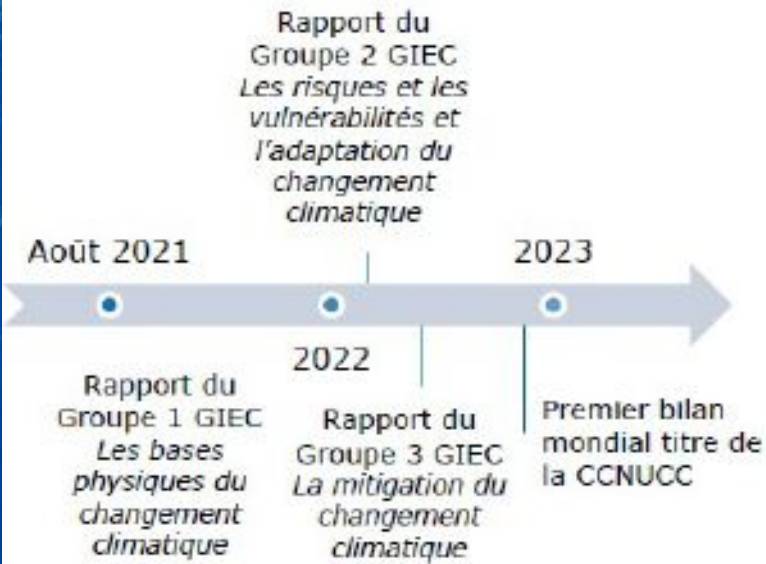 Rapport du
Groupe 2 GIEC
Les risques et les
vulnérabilités et
l'adaptation du
changement
climatique
Août 2021
2023
2022
Rapport du
Groupe 1 GIEC
Les bases
physiques du
changement
climatique
Rapport du
Groupe 3 GIEC
La mitigation du
changement
climatique
Premier bilan
mondial titre de
la CCNUCC